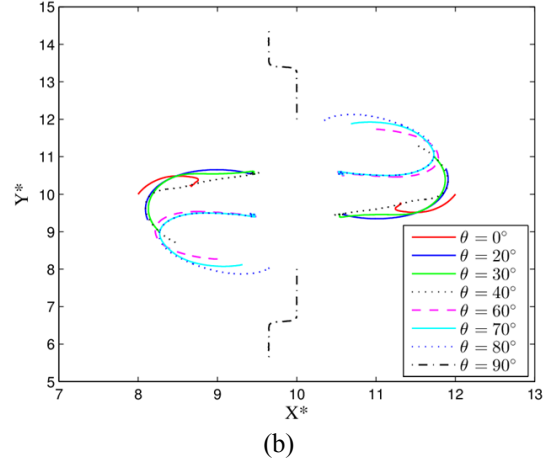 15
14
13
12
11
10
9
8
7
6
5
Y*
7 8 9 10 11 12 13
X*
θ = 0°
θ = 20°
θ = 30°
θ = 40°
θ = 60°
θ = 70°
θ = 80°
θ = 90°
(b)